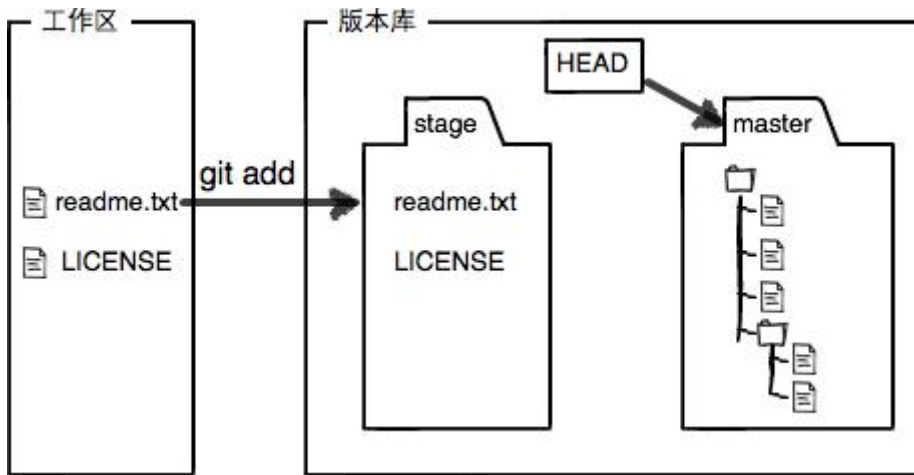 工作区
版本库
HEAD
stage
master
git add
readme.txt
readme.txt
LICENSE
LICENSE